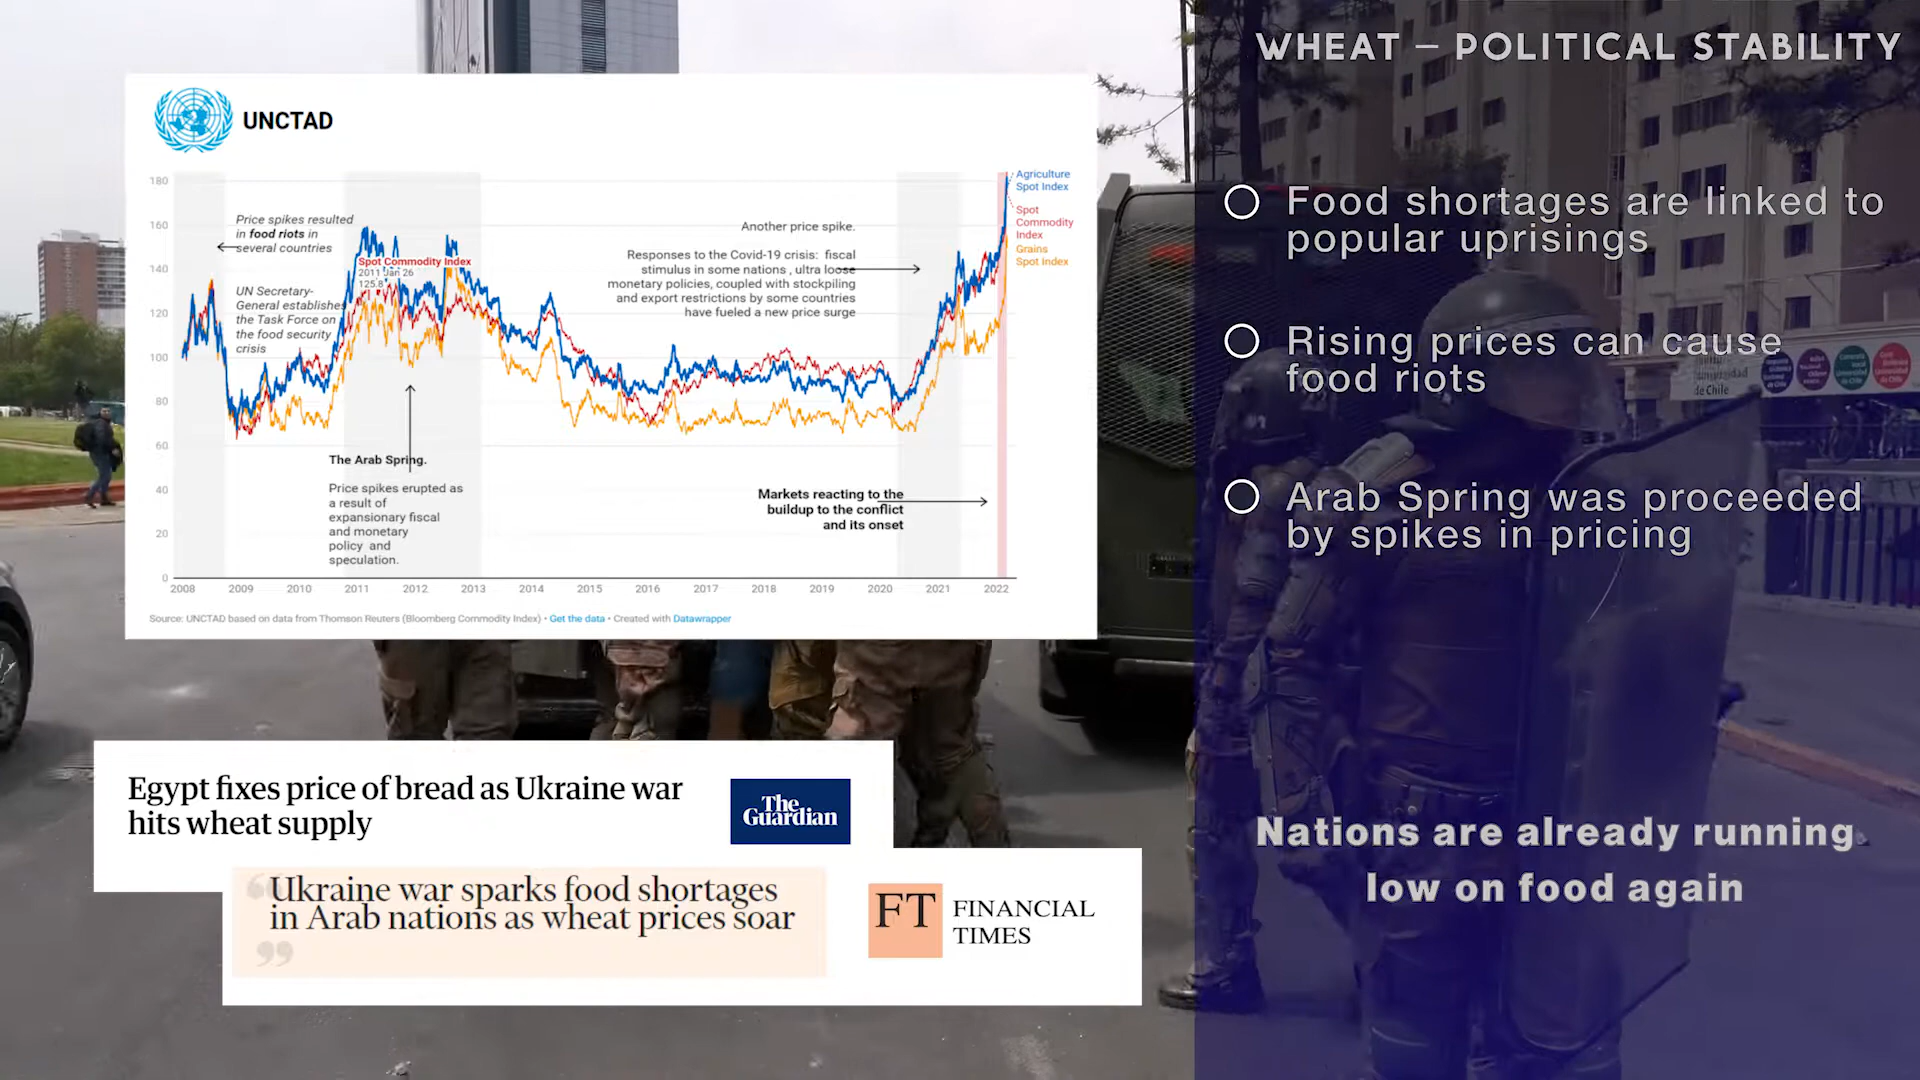 WHEAT – POLITICAL STABILITY
UNCTAD
180
160
140
120
100
80
60
40
20
0
2008 2009 2010 2011 2012 2013 2014 2015 2016 2017 2018 2019 2020 2021 2022
Price spikes resulted
in food riots in
several countries
UN Secretary-
General establishes
the Task Force on
the food security
crisis
Spot Commodity Index
2011 Jan 26
125.8
The Arab Spring.
Price spikes erupted as
a result of
expansionary fiscal
and monetary
policy and
speculation.
Another price spike.
Responses to the Covid-19 crisis: fiscal
stimulus in some nations , ultra loose
monetary policies, coupled with stockpiling
and export restrictions by some countries
have fueled a new price surge
Markets reacting to the
buildup to the conflict
and its onset
Agriculture
Spot Index
Spot
Commodity
Index
Grains
Spot Index
Source: UNCTAD based on data from Thomson Reuters (Bloomberg Commodity Index) • Get the data • Created with Datawrapper
Food shortages are linked to
popular uprisings
Rising prices can cause
food riots
Arab Spring was proceeded
by spikes in pricing
de Chile
Egypt fixes price of bread as Ukraine war
hits wheat supply
The
Guardian
“Ukraine war sparks food shortages
in Arab nations as wheat prices soar
”
FT FINANCIAL
TIMES
Nations are already running
low on food again